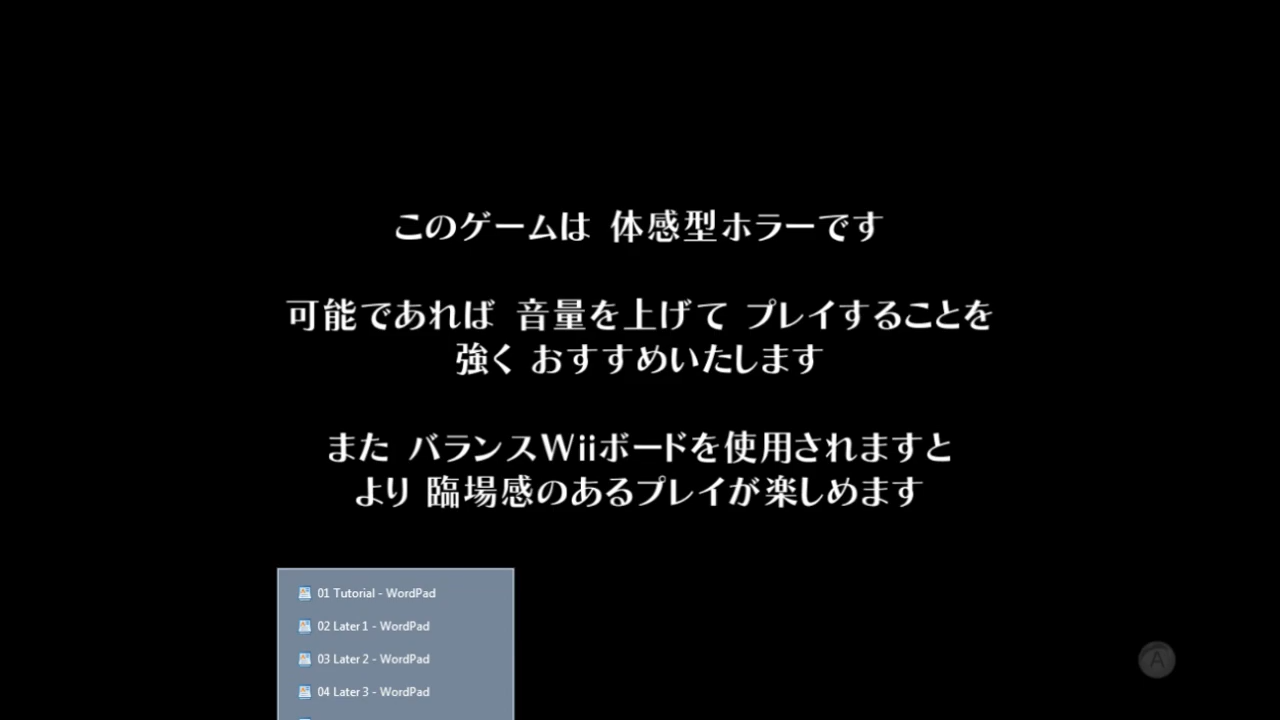 このゲームは 体感型ホラーです
可能であれば 音量を上げて プレイすることを
強く おすすめいたします
また バランスWiiボードを使用されますと
より 臨場感のあるプレイが楽しめます
01 Tutorial - WordPad
02 Later 1 - WordPad
03 Later 2 - WordPad
04 Later 3 - WordPad
A